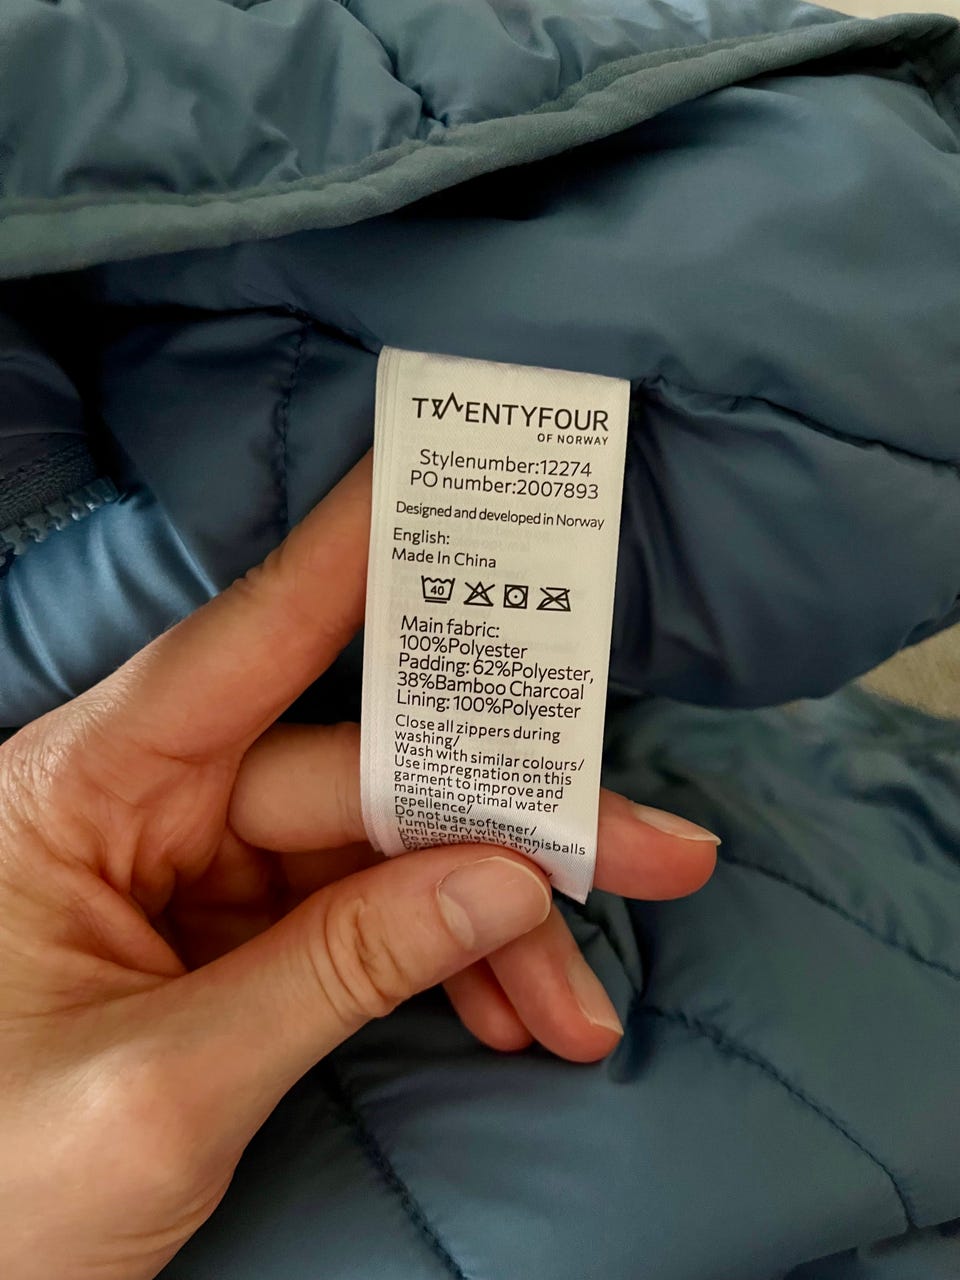 TWENTYFOUR
OF NORWAY
Stylenumber:12274
PO number:2007893
Designed and developed in Norway
English:
Made In China
40
Main fabric:
100%Polyester
Padding: 62%Polyester,
38%Bamboo Charcoal
Lining: 100%Polyester
Close all zippers during
washing/
Wash with similar colours/
Use impregnation on this
garment to improve and
maintain optimal water
repellence/
Do not use softener/
Tumble dry with tennisballs
until completely dry/